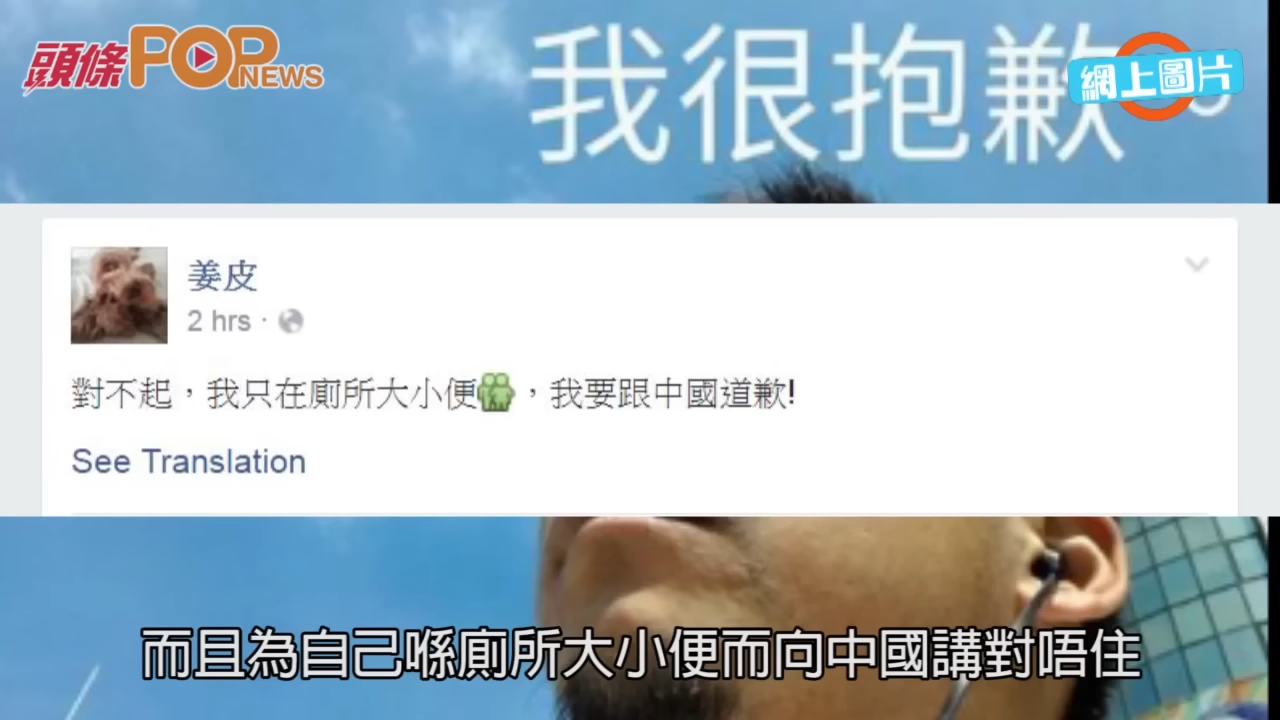 頭條POPNEWS
我很抱歉。
網上圖片
姜皮
2 hrs ·
對不起，我只在廁所大小便，我要跟中國道歉!
See Translation
而且為自己喺廁所大小便而向中國講對唔住